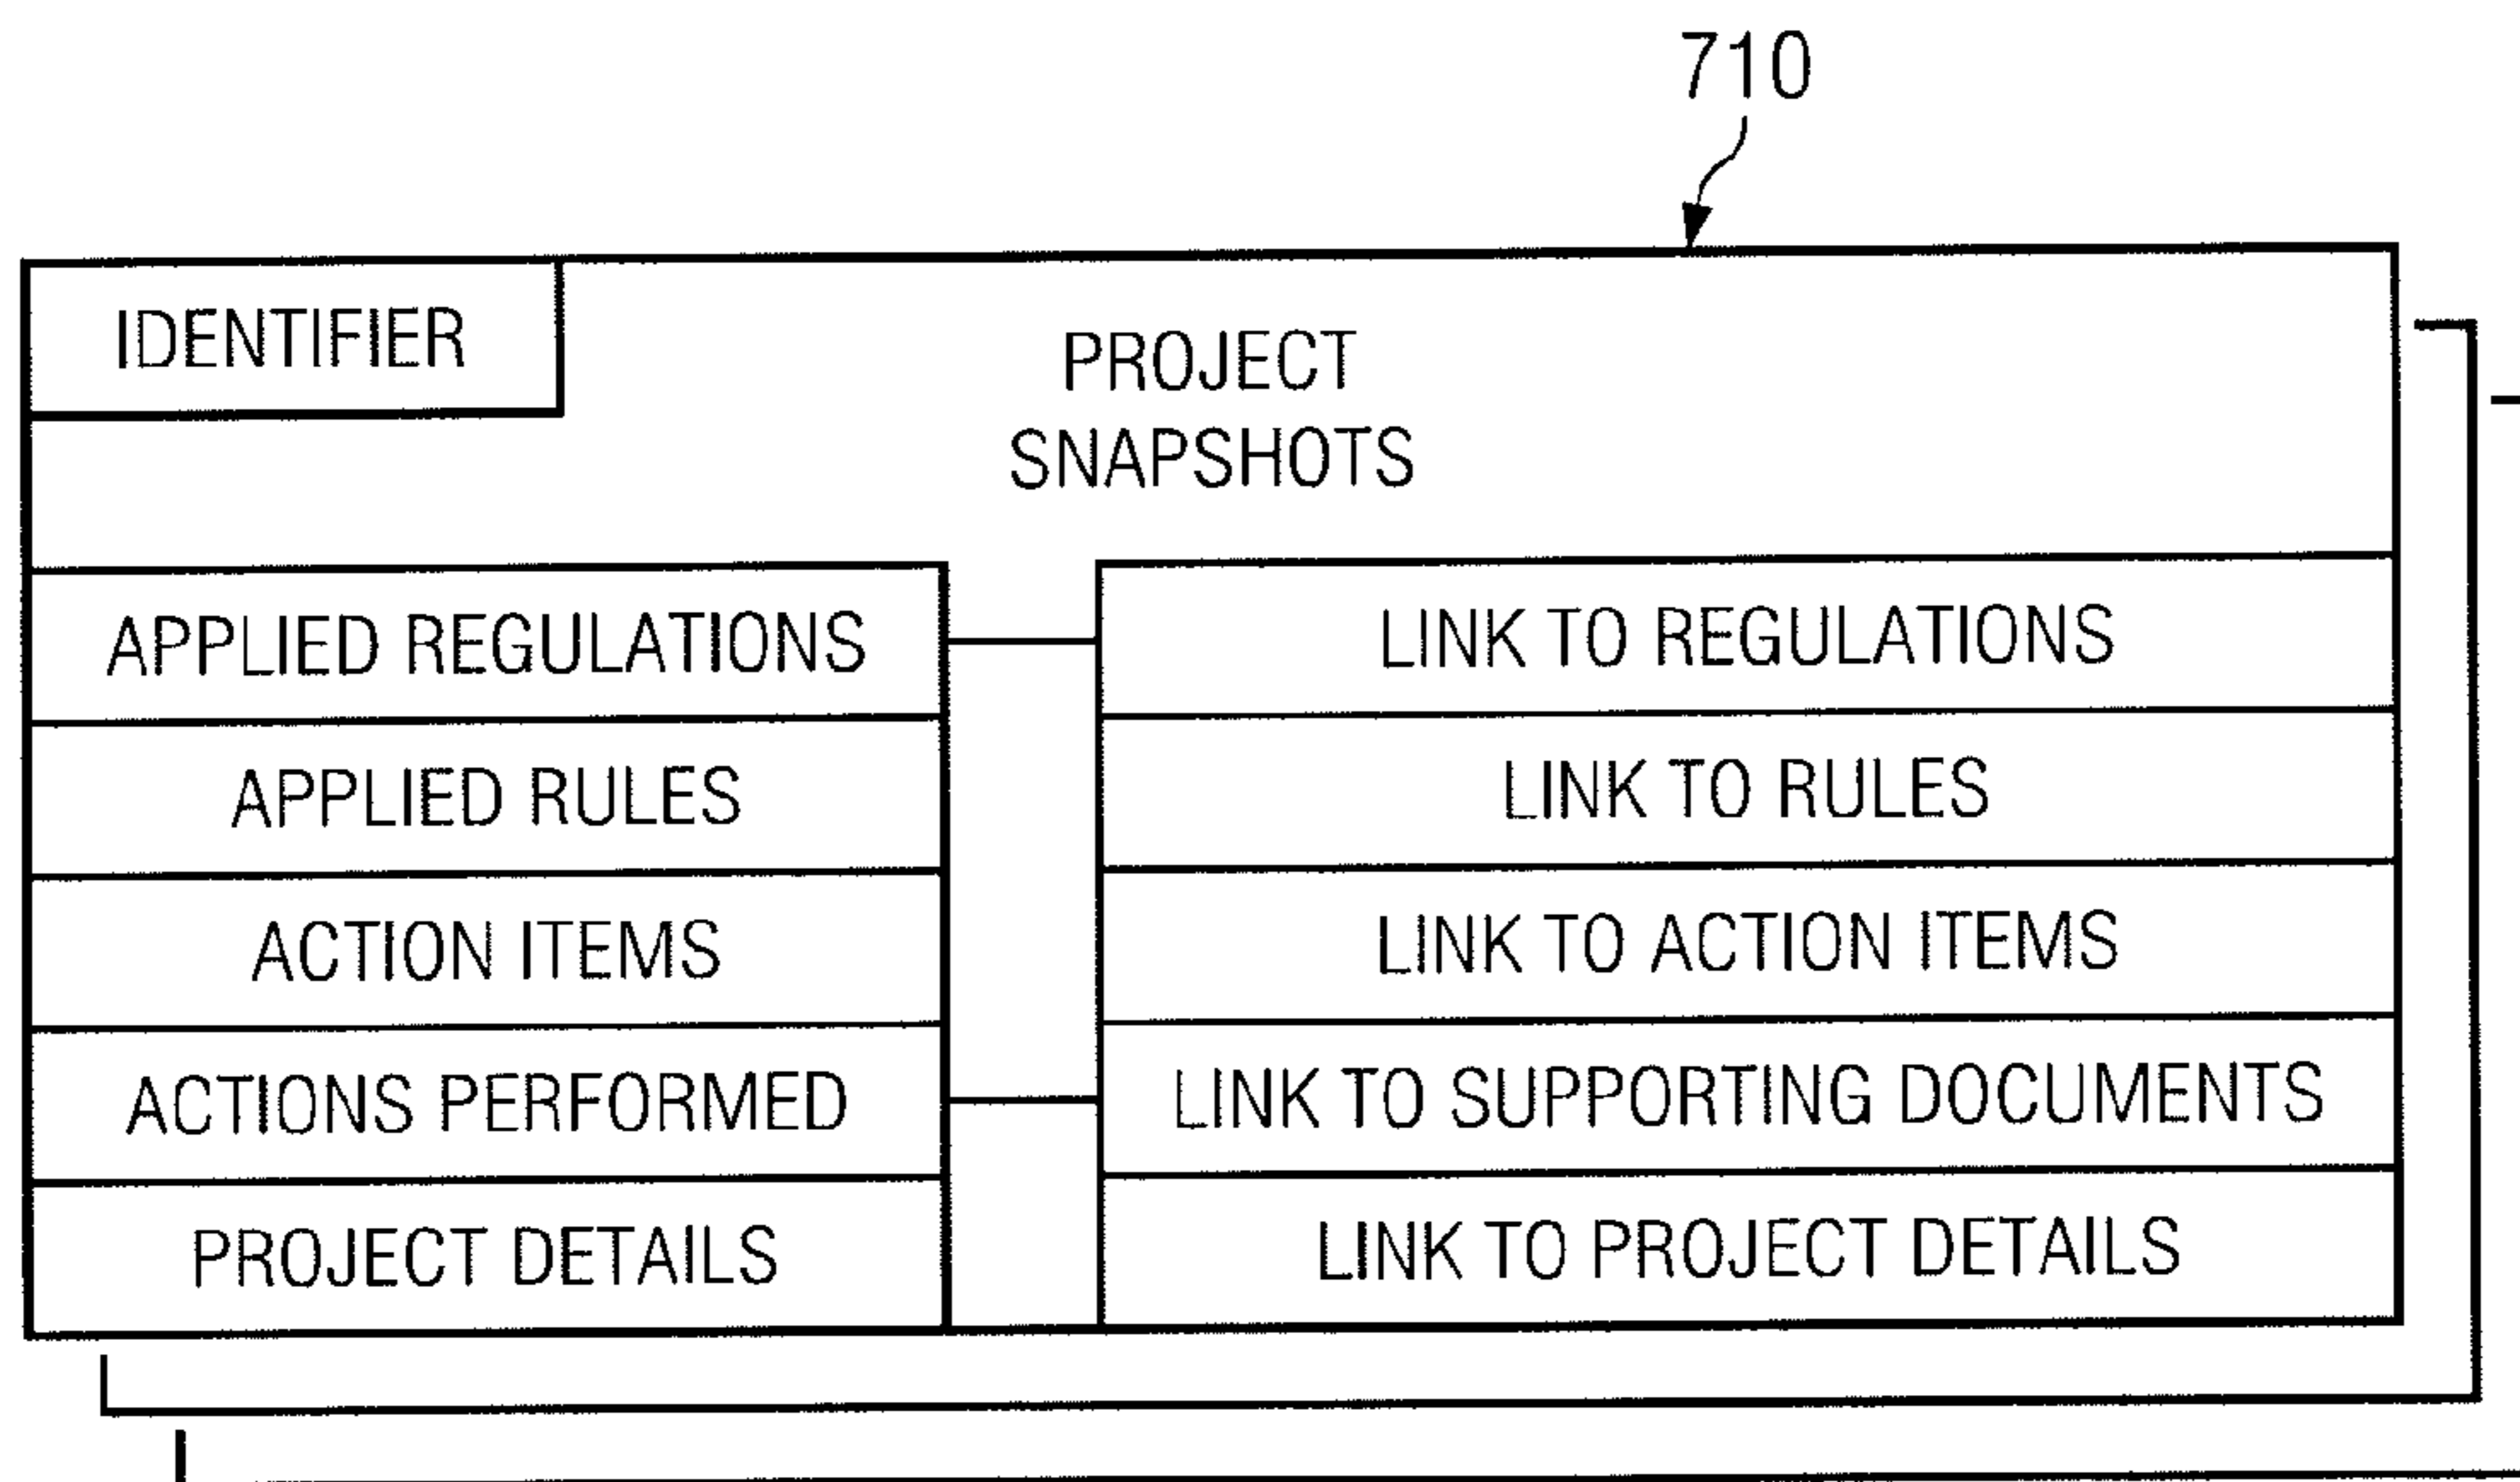 710
IDENTIFIER
PROJECT
SNAPSHOTS
APPLIED REGULATIONS
LINK TO REGULATIONS
APPLIED RULES
LINK TO RULES
ACTION ITEMS
LINK TO ACTION ITEMS
ACTIONS PERFORMED
LINK TO SUPPORTING DOCUMENTS
PROJECT DETAILS
LINK TO PROJECT DETAILS